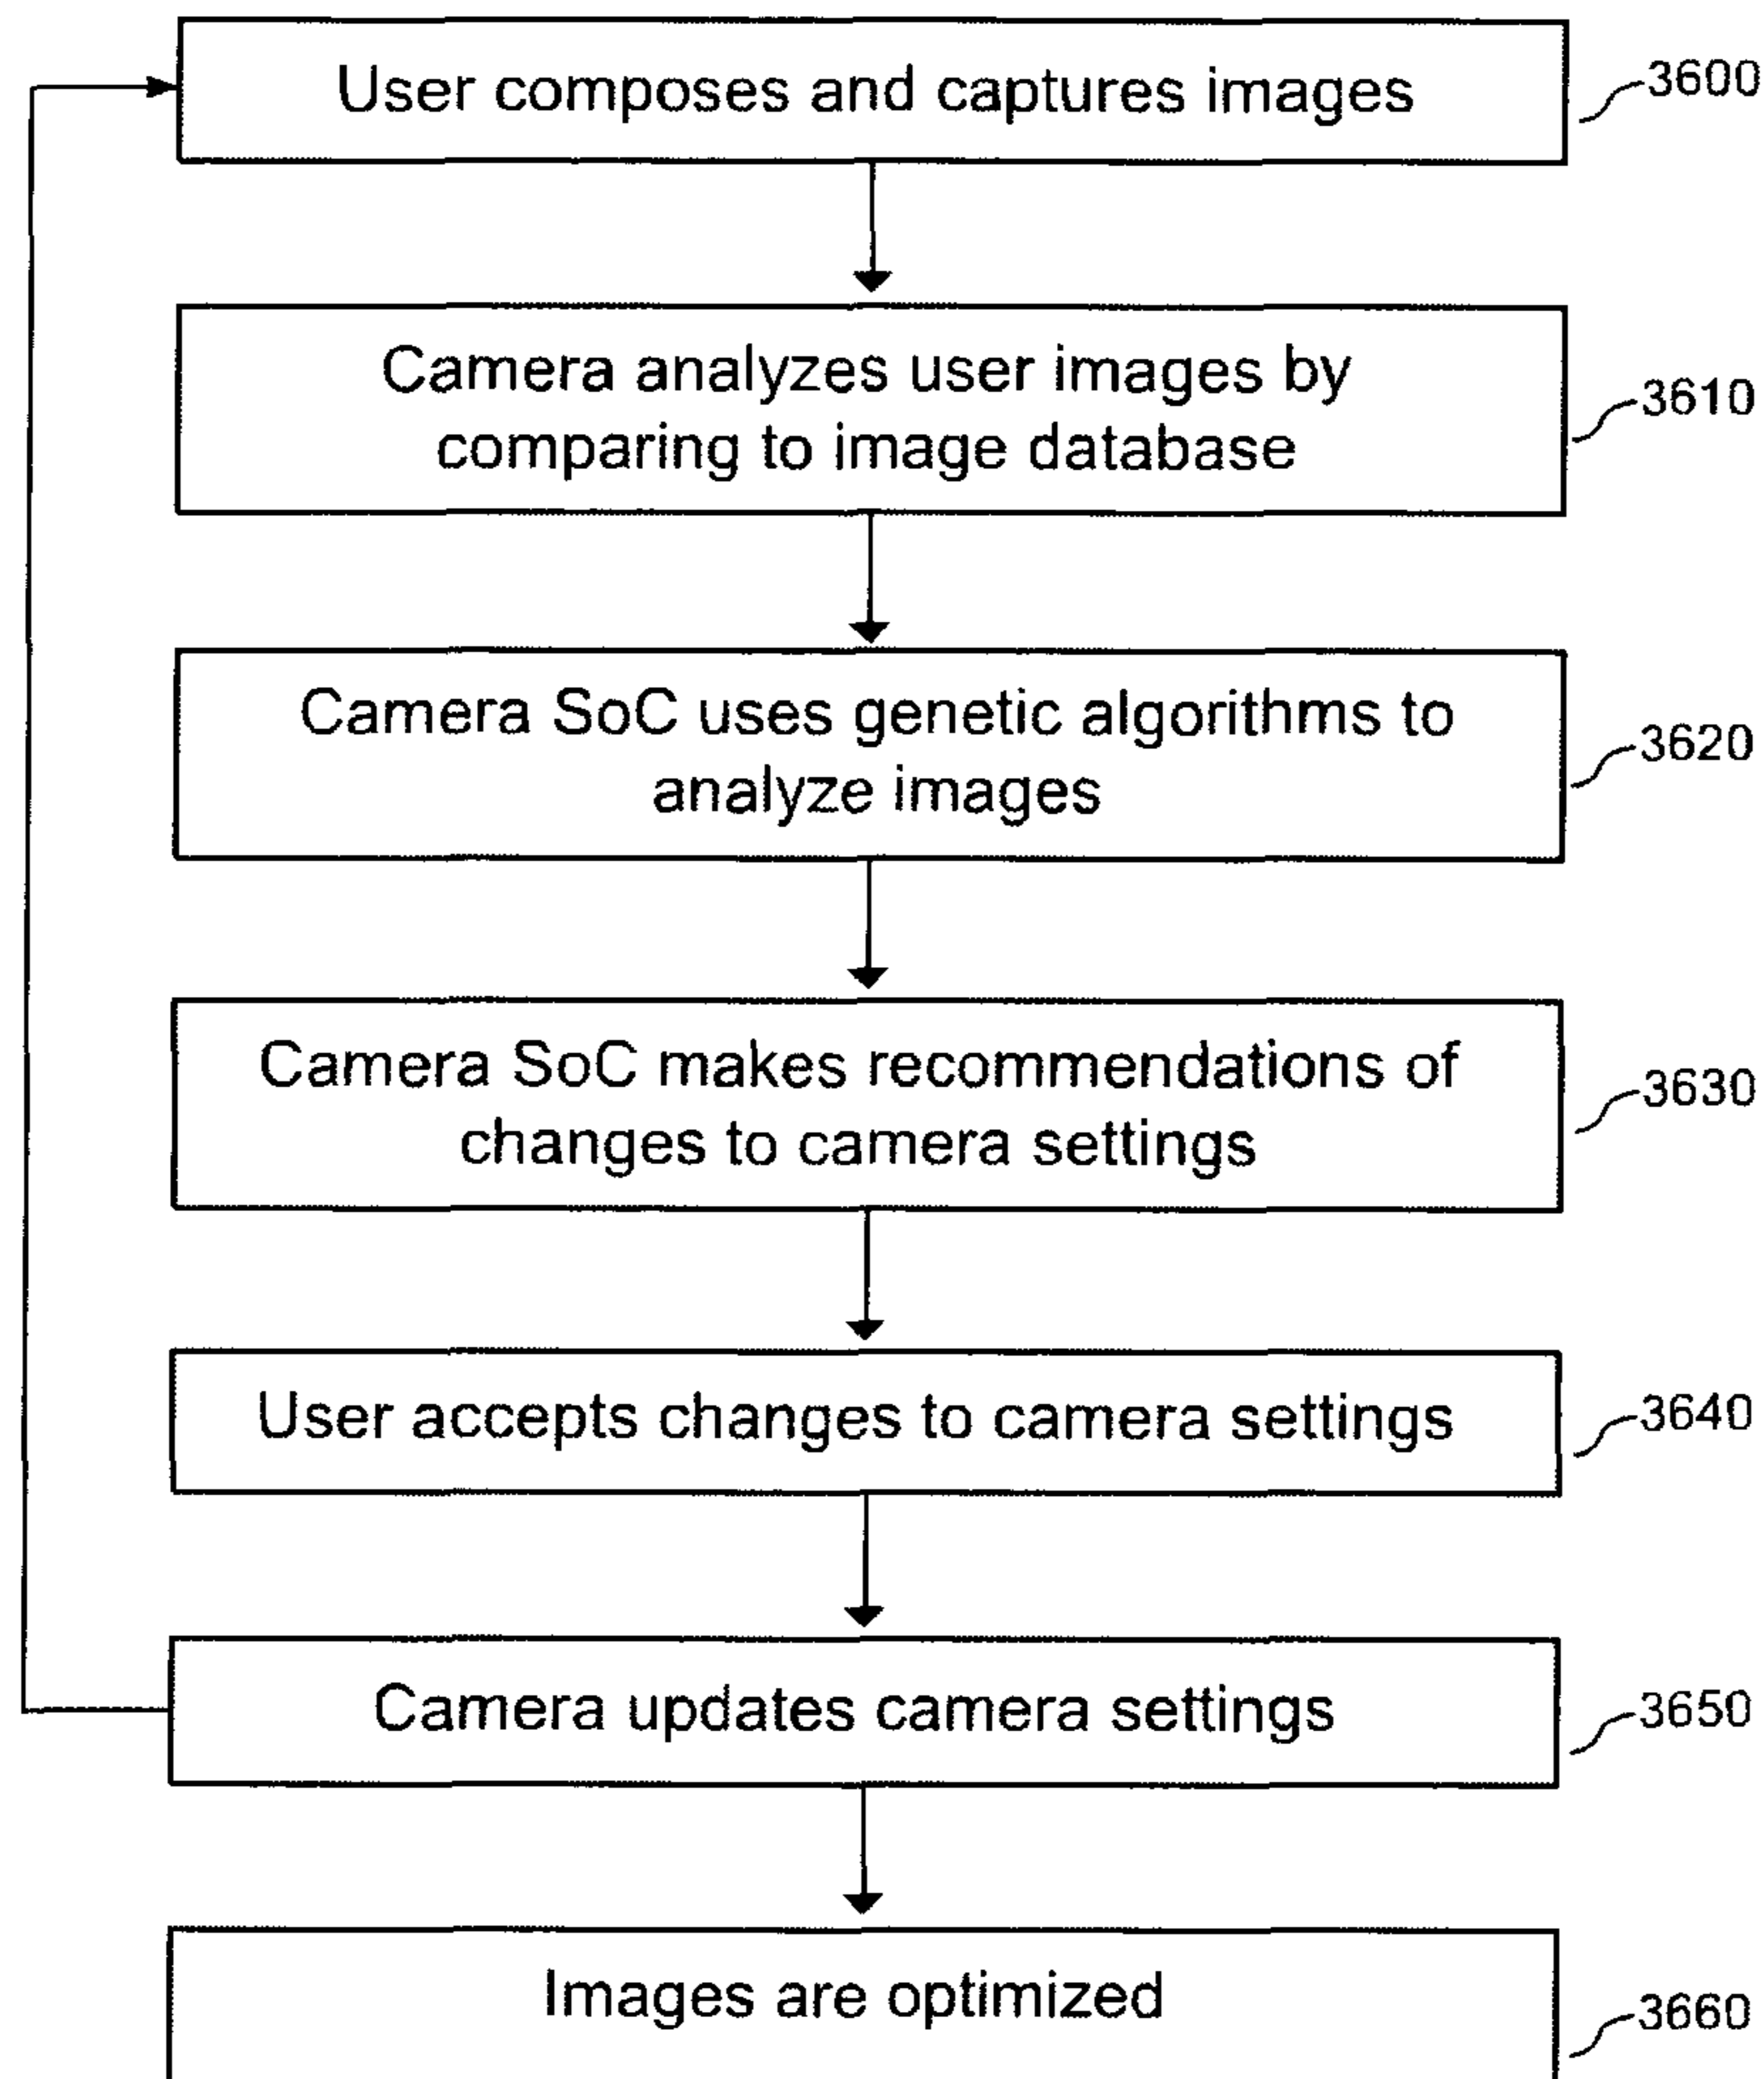 User composes and captures images
3600
Camera analyzes user images by
comparing to image database
3610
Camera SoC uses genetic algorithms to
analyze images
3620
Camera SoC makes recommendations of
changes to camera settings
3630
User accepts changes to camera settings
3640
Camera updates camera settings
3650
Images are optimized
3660